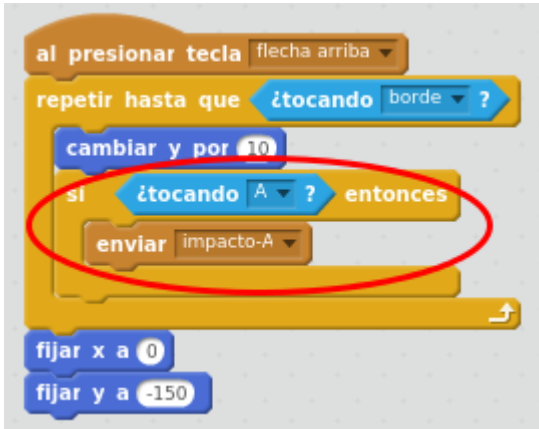 al presionar tecla flecha arriba
repetir hasta que ¿tocando borde ?
cambiar y por 10
si ¿tocando A ? entonces
enviar impacto-A
fijar x a 0
fijar y a -150